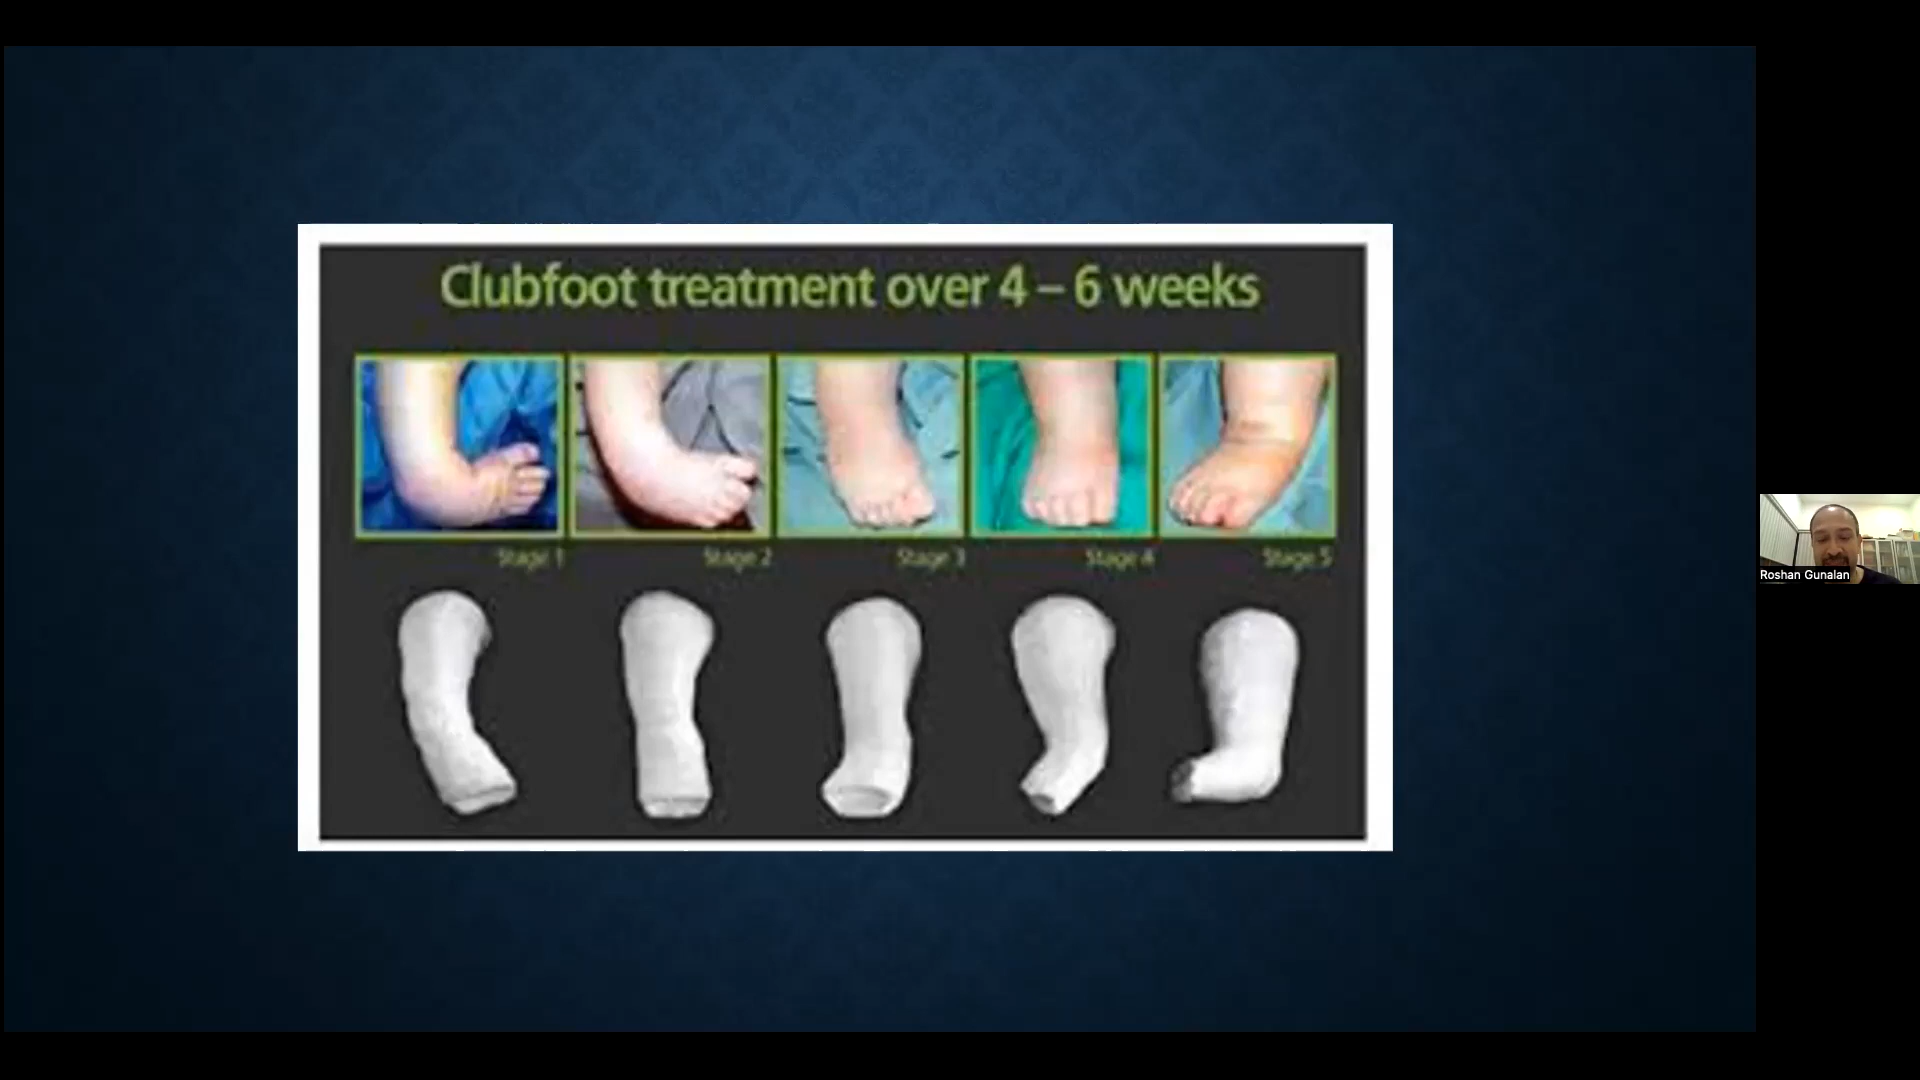 Clubfoot treatment over 4 – 6 weeks
Stage 1
Stage 2
Stage 3
Stage 4
Stage 5
Roshan Gunalan